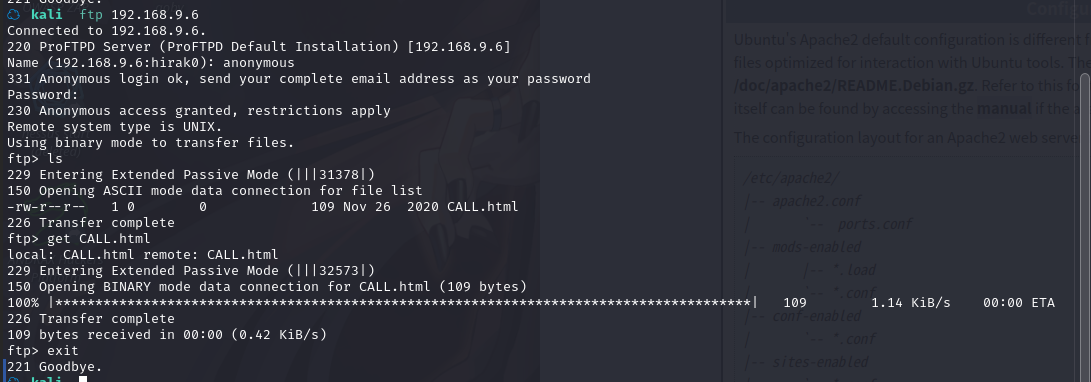 221 Goodbye.
kali ftp 192.168.9.6
Connected to 192.168.9.6.
220 ProFTPD Server (ProFTPD Default Installation) [192.168.9.6]
Name (192.168.9.6:hirak0): anonymous
331 Anonymous login ok, send your complete email address as your password
Password:
230 Anonymous access granted, restrictions apply
Remote system type is UNIX.
Using binary mode to transfer files.
ftp> ls
229 Entering Extended Passive Mode (|||31378|)
150 Opening ASCII mode data connection for file list
-rw-r--r-- 1 0 0 109 Nov 26 2020 CALL.html
226 Transfer complete
ftp> get CALL.html
local: CALL.html remote: CALL.html
229 Entering Extended Passive Mode (|||32573|)
150 Opening BINARY mode data connection for CALL.html (109 bytes)
100% |***************************************************************************************| 109 1.14 KiB/s 00:00 ETA
226 Transfer complete
109 bytes received in 00:00 (0.42 KiB/s)
ftp> exit
221 Goodbye.
kali
Configu
Ubuntu's Apache2 default configuration is different f
files optimized for interaction with Ubuntu tools. The
/doc/apache2/README.Debian.gz. Refer to this fo
itself can be found by accessing the manual if the a
The configuration layout for an Apache2 web serve
/etc/apache2/
|-- apache2.conf
| `-- ports.conf
|-- mods-enabled
| |-- *.load
| `-- *.conf
|-- conf-enabled
| `-- *.conf
|-- sites-enabled